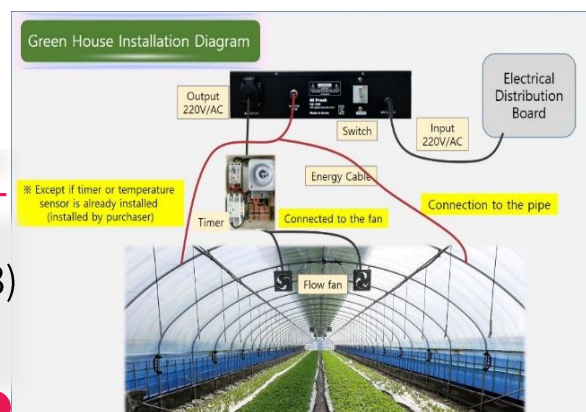 Green House Installation Diagram
Output
220V/AC
Switch
Input
220V/AC
Electrical
Distribution
Board
Energy Cable
※ Except if timer or temperature
sensor is already installed
(installed by purchaser)
Timer
Connected to the fan
Connection to the pipe
Flow fan